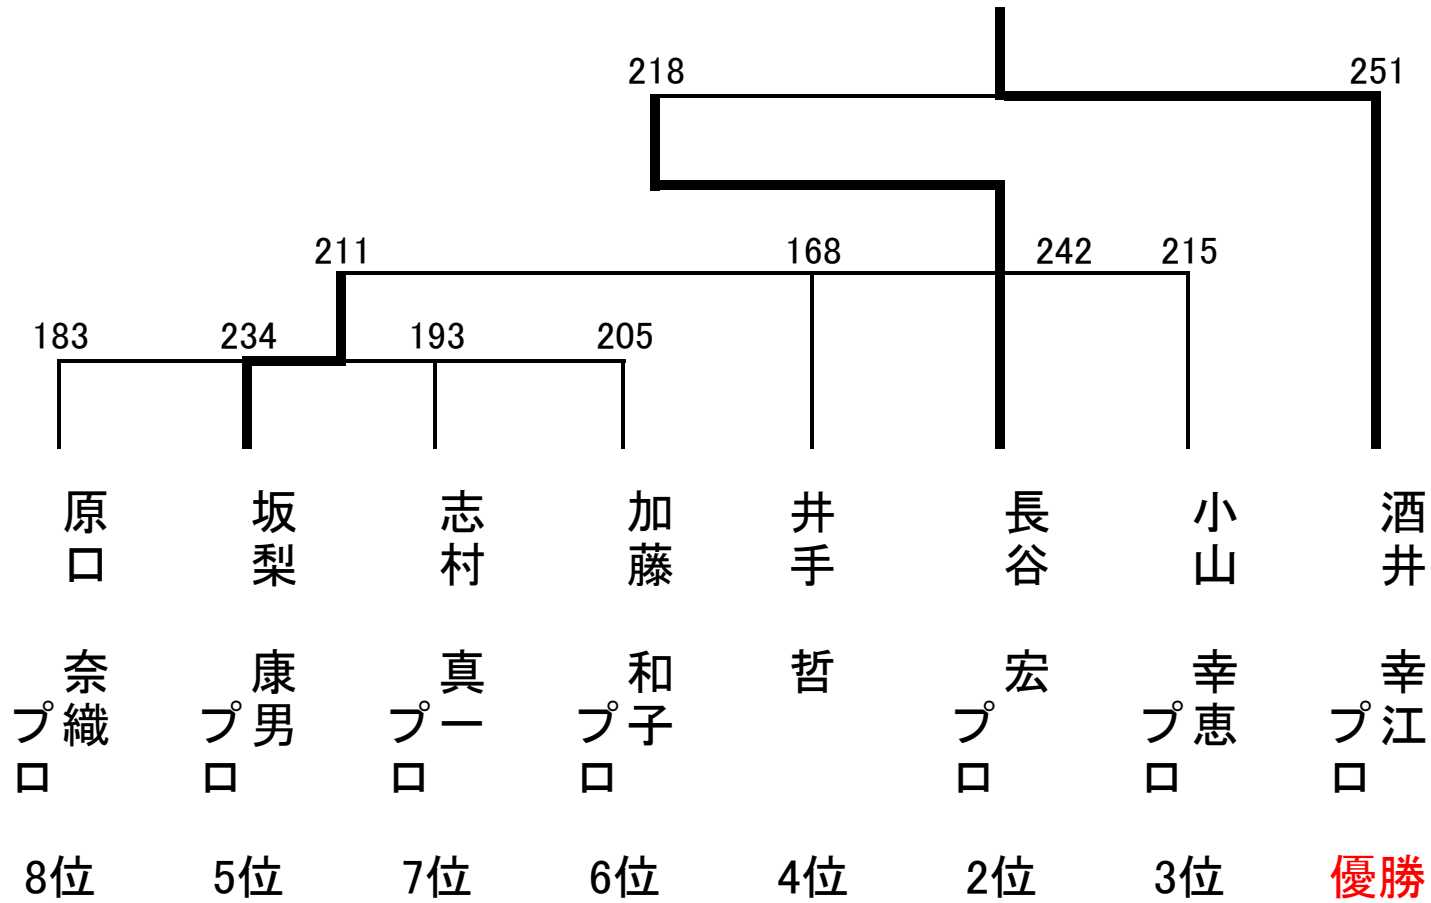 218
251
211
168
242
215
183
234
193
205
原口 奈織プロ
坂梨 康男プロ
志村 真一プロ
加藤 和子プロ
井手 哲
長谷 宏プロ
小山 幸恵プロ
酒井 幸江プロ
8位
5位
7位
6位
4位
2位
3位
優勝